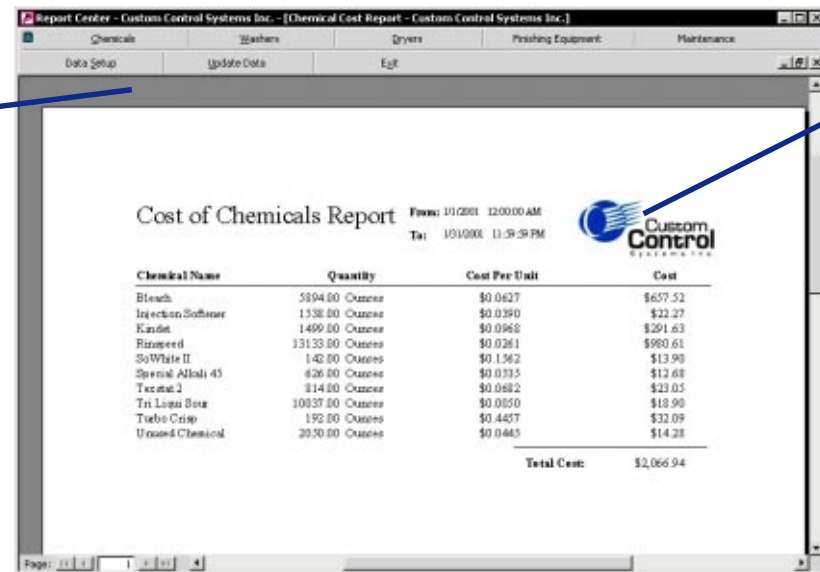 Report Center - Custom Control Systems Inc. - [Chemical Cost Report - Custom Control Systems Inc.]
Chemicals Washers Dryers Finishing Equipment Maintenance
Data Setup Update Data Exit
Cost of Chemicals Report
From: 1/1/2001 12:00:00 AM
To: 1/31/2001 11:59:59 PM
Custom
Control
Systems Inc.
Chemical Name Quantity Cost Per Unit Cost
Bleach 5894.00 Ounces $0.0627 $657.52
Injection Softener 1538.00 Ounces $0.0390 $22.27
Kindet 1499.00 Ounces $0.0968 $291.63
Rinspeed 13133.00 Ounces $0.0261 $980.61
SoWhite II 142.00 Ounces $0.1562 $13.90
Special Alkali 45 626.00 Ounces $0.0535 $12.68
Texstat 2 814.00 Ounces $0.0682 $23.05
Tri Liqui Sour 10037.00 Ounces $0.0850 $18.90
Turbo Crisp 192.00 Ounces $0.4457 $32.09
Unused Chemical 2050.00 Ounces $0.0445 $14.28
Total Cost: $2,066.94
Page: 1